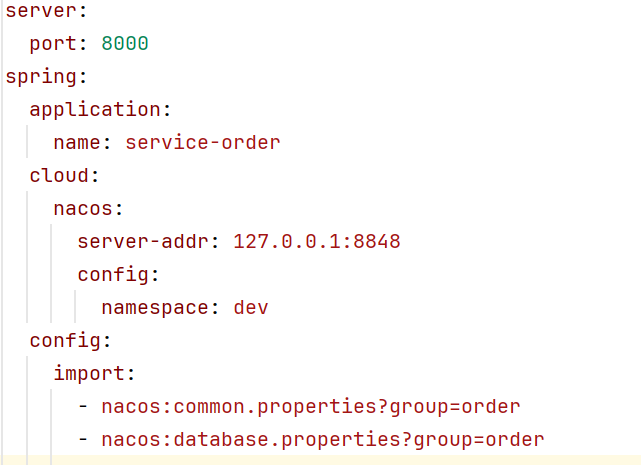 server:
  port: 8000
spring:
  application:
    name: service-order
  cloud:
    nacos:
      server-addr: 127.0.0.1:8848
      config:
        namespace: dev
  config:
    import:
      - nacos:common.properties?group=order
      - nacos:database.properties?group=order